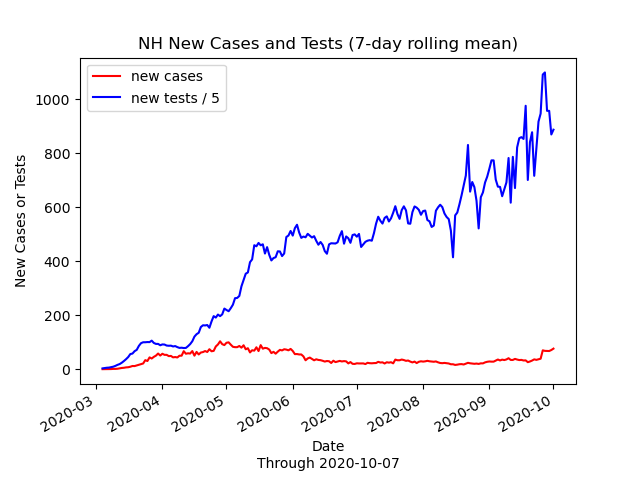 NH New Cases and Tests (7-day rolling mean)
new cases
new tests / 5
New Cases or Tests
1000
800
600
400
200
0
2020-03
2020-04
2020-05
2020-06
2020-07
2020-08
2020-09
2020-10
Date
Through 2020-10-07